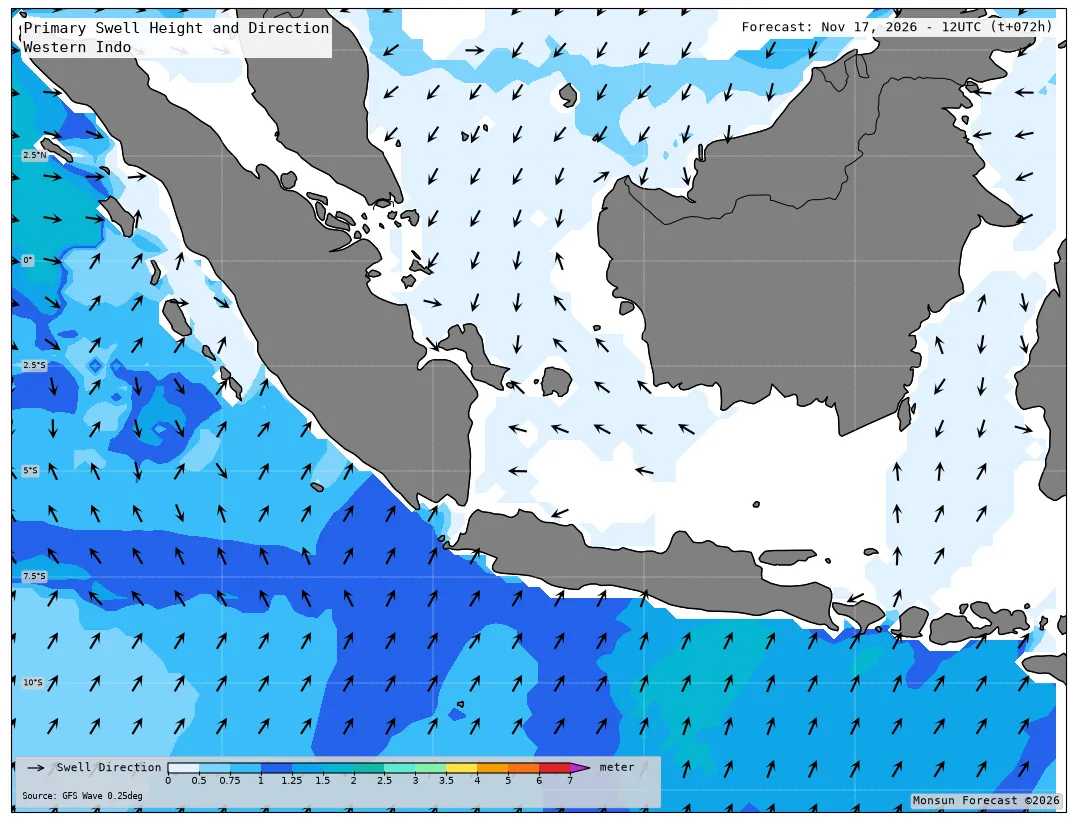 Primary Swell Height and Direction
Western Indo
Forecast: Nov 17, 2026 - 12UTC (t+072h)
2.5°N
0°
2.5°S
5°S
7.5°S
10°S
Swell Direction
0 0.5 0.75 1 1.25 1.5 2 2.5 3 3.5 4 5 6 7
meter
Source: GFS Wave 0.25deg
Monsun Forecast ©2026